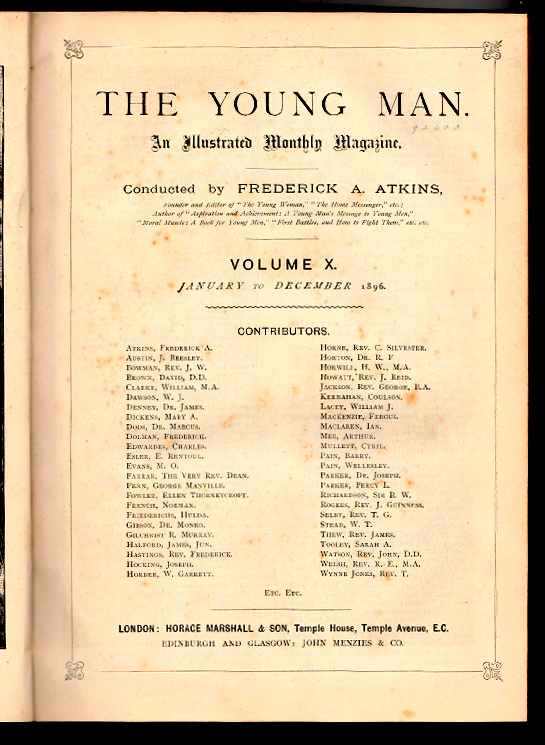 THE YOUNG MAN.
92403
An Illustrated Monthly Magazine.
Conducted by FREDERICK A. ATKINS,
Founder and Editor of "The Young Woman," "The Home Messenger," etc.;
Author of "Aspiration and Achievement: A Young Man's Message to Young Men,"
"Moral Muscle: A Book for Young Men," "First Battles, and How to Fight Them," etc. etc.
VOLUME X.
JANUARY TO DECEMBER 1896.
CONTRIBUTORS.
ATKINS, FREDERICK A.
AUSTIN, J. BEESLEY.
BOWMAN, REV. J. W.
BROWN, DAVID, D.D.
CLARKE, WILLIAM, M.A.
DAWSON, W. J.
DENNEY, DR. JAMES.
DICKENS, MARY A.
DODS, DR. MARCUS.
DOLMAN, FREDERICK.
EDWARDES, CHARLES.
ESLER, E. RENTOUL.
EVANS, M. O.
FARRAR, THE VERY REV. DEAN.
FENN, GEORGE MANVILLE.
FOWLER, ELLEN THORNEYCROFT.
FRENCH, NORMAN.
FRIEDERICHS, HULDA.
GIBSON, DR. MONRO.
GILCHRIST R. MURRAY.
HALFORD, JAMES, JUN.
HASTINGS, REV. FREDERICK.
HOCKING, JOSEPH.
HORDER, W. GARRETT.
HORNE, REV. C. SILVESTER.
HORTON, DR. R. F
HORWILL, H. W., M.A.
HOWATT, REV. J. REID.
JACKSON, REV. GEORGE, B.A.
KERNAHAN, COULSON.
LACEY, WILLIAM J.
MACKENZIE, FERGUS.
MACLAREN, IAN.
MEE, ARTHUR.
MULLETT, CYRIL.
PAIN, BARRY.
PAIN, WELLESLEY.
PARKER, DR. JOSEPH.
PARKER, PERCY L.
RICHARDSON, SIR B. W.
ROGERS, REV. J. GUINNESS.
SELBY, REV. T. G.
STEAD, W. T.
THEW, REV. JAMES.
TOOLEY, SARAH A.
WATSON, REV. JOHN, D.D.
WELSH, REV. R. E., M.A.
WYNNE JONES, REV. T.
ETC. ETC.
LONDON: HORACE MARSHALL & SON, Temple House, Temple Avenue, E.C.
EDINBURGH AND GLASGOW: JOHN MENZIES & CO.